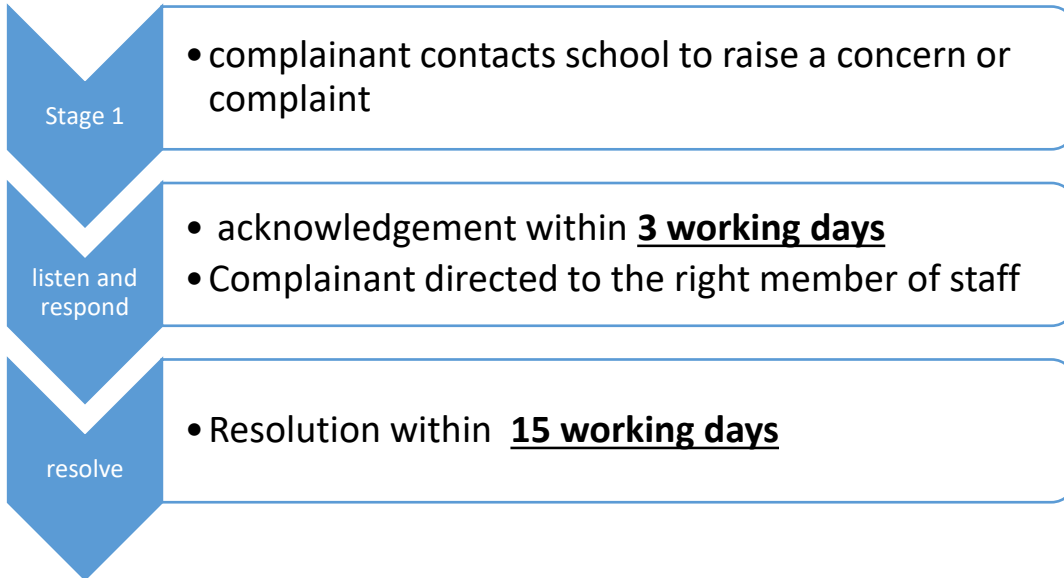 Stage 1
• complainant contacts school to raise a concern or
complaint
listen and
respond
• acknowledgement within 3 working days
• Complainant directed to the right member of staff
resolve
• Resolution within 15 working days